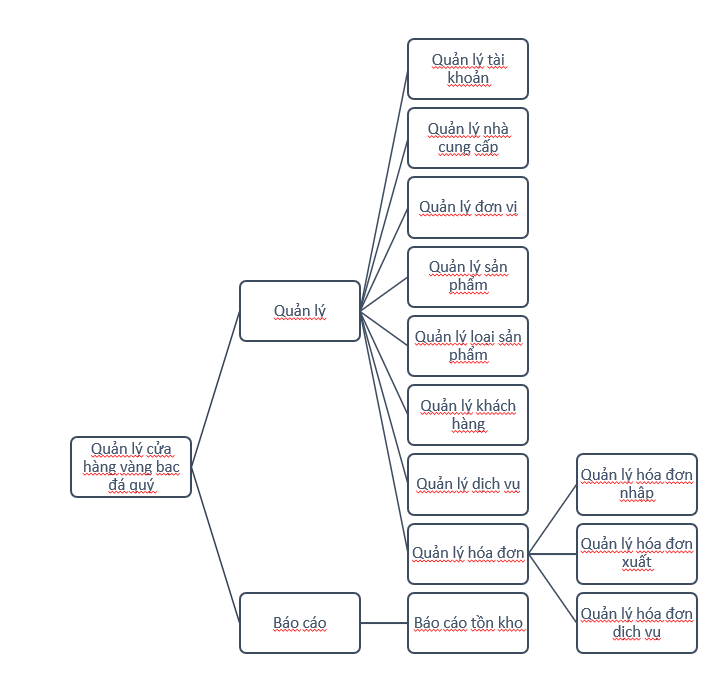 Quản lý tài
khoản
Quản lý nhà
cung cấp
Quản lý đơn vị
Quản lý sản
phẩm
Quản lý
Quản lý loại sản
phẩm
Quản lý khách
hàng
Quản lý cửa
hàng vàng bạc
đá quý
Quản lý dịch vụ
Quản lý hóa đơn
nhập
Quản lý hóa đơn
Quản lý hóa đơn
xuất
Báo cáo
Báo cáo tồn kho
Quản lý hóa đơn
dịch vụ